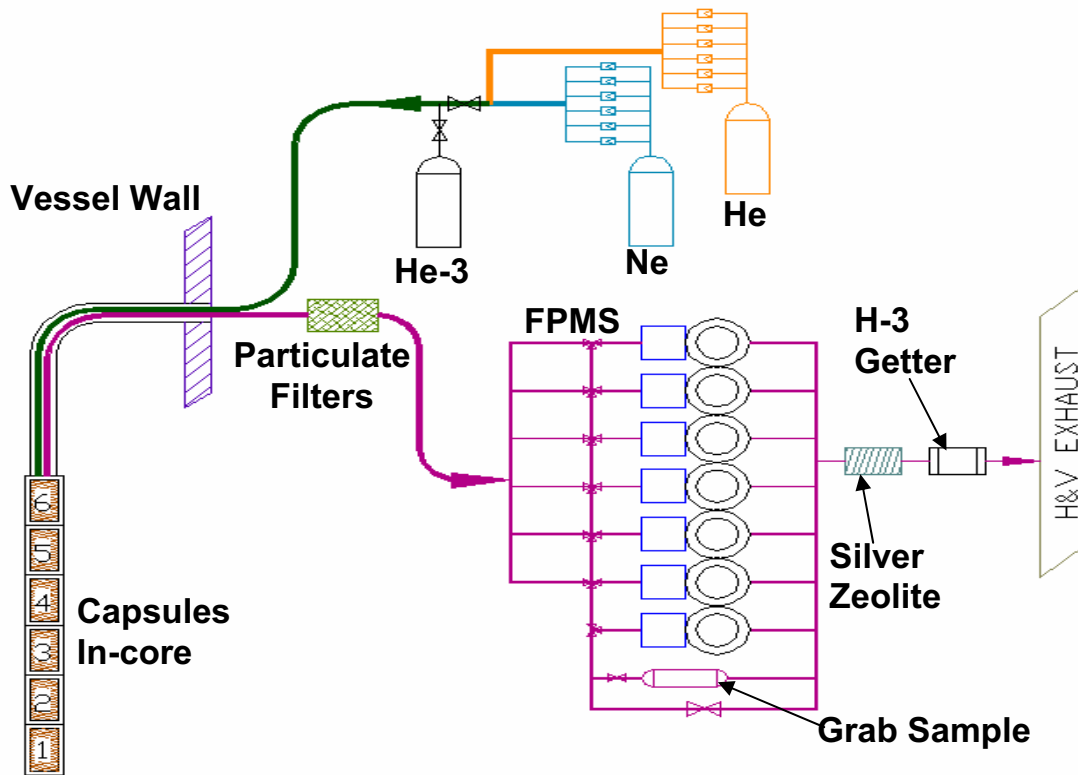 He
Ne
He-3
Vessel Wall
Particulate
Filters
FPMS
H-3
Getter
H&V EXHAUST
Silver
Zeolite
Grab Sample
Capsules
In-core
6
5
4
3
2
1